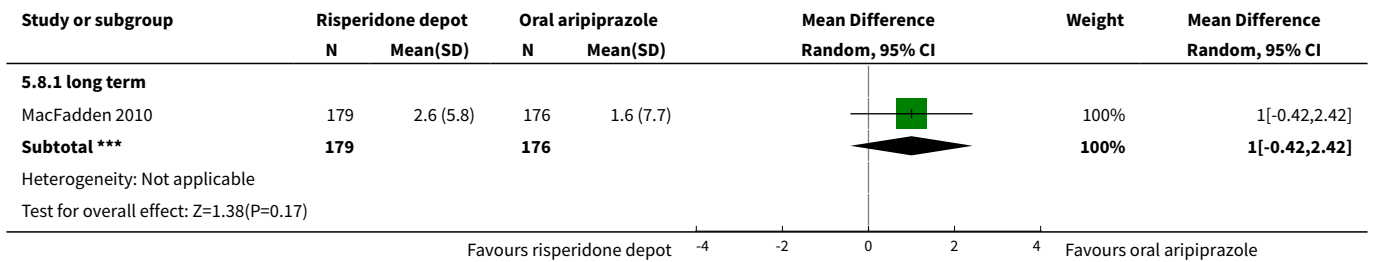 Study or subgroup Risperidone depot Oral aripiprazole Mean Difference Weight Mean Difference
N Mean(SD) N Mean(SD) Random, 95% CI Random, 95% CI
5.8.1 long term
MacFadden 2010 179 2.6 (5.8) 176 1.6 (7.7) 100% 1[-0.42,2.42]
Subtotal *** 179 176 100% 1[-0.42,2.42]
Heterogeneity: Not applicable
Test for overall effect: Z=1.38(P=0.17)
Favours risperidone depot -4 -2 0 2 4 Favours oral aripiprazole